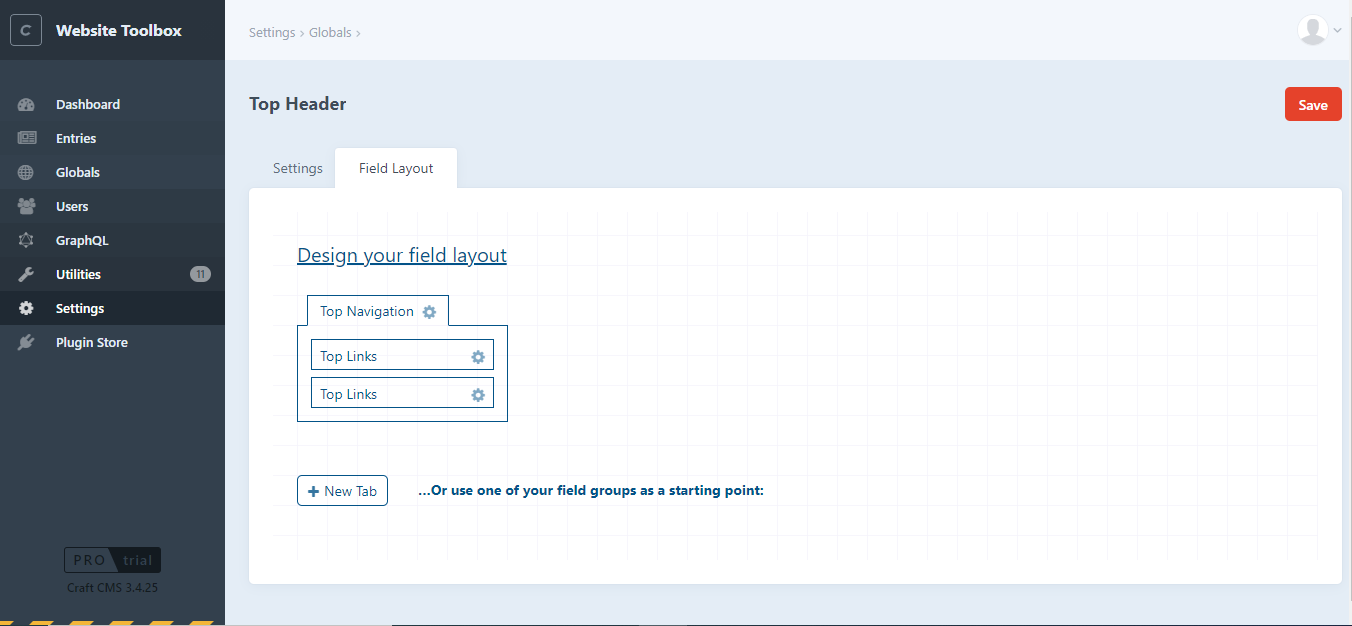 C Website Toolbox
Settings › Globals ›
Dashboard
Entries
Globals
Users
GraphQL
Utilities 11
Settings
Plugin Store
PRO trial
Craft CMS 3.4.25
Top Header
Save
Settings
Field Layout
Design your field layout
Top Navigation
Top Links
Top Links
+ New Tab
…Or use one of your field groups as a starting point: